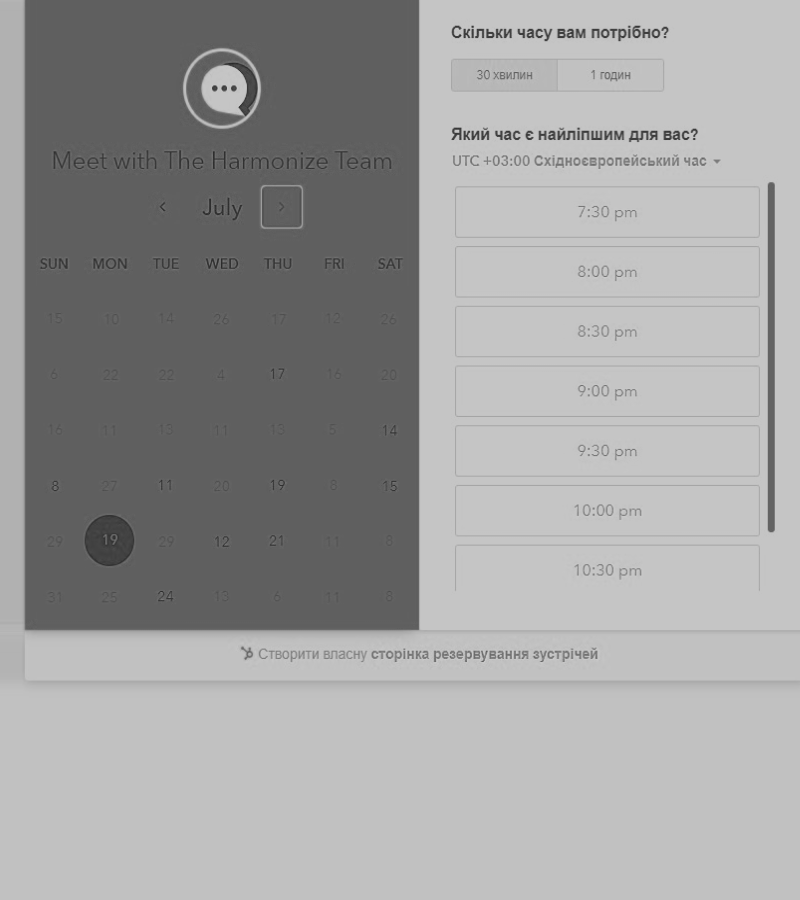 Meet with The Harmonize Team
July
SUN MON TUE WED THU FRI SAT
15 10 14 26 17 12 26
6 22 22 4 17 16 20
16 11 13 11 13 5 14
8 27 11 20 19 8 15
29 19 29 12 21 11 8
31 25 24 13 6 11 8
Скільки часу вам потрібно?
30 хвилин 1 годин
Який час є найліпшим для вас?
UTC +03:00 Східноєвропейський час
7:30 pm
8:00 pm
8:30 pm
9:00 pm
9:30 pm
10:00 pm
10:30 pm
Створити власну сторінка резервування зустрічей